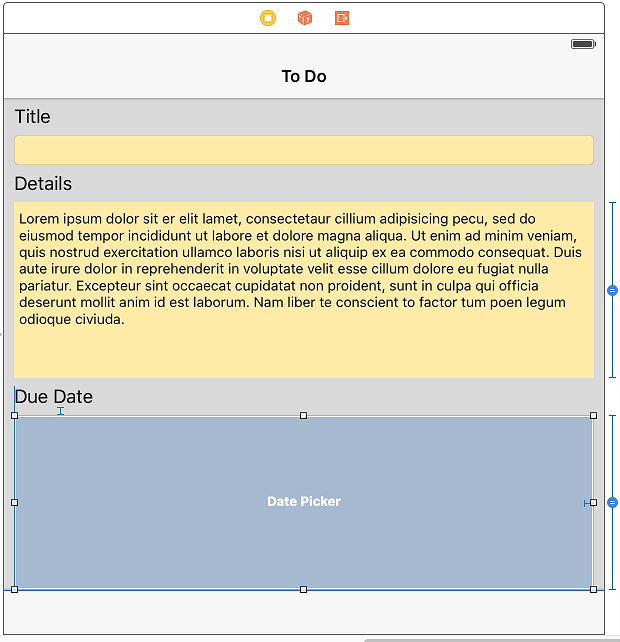 To Do
Title
Details
Lorem ipsum dolor sit er elit lamet, consectetaur cillium adipisicing pecu, sed do
eiusmod tempor incididunt ut labore et dolore magna aliqua. Ut enim ad minim veniam,
quis nostrud exercitation ullamco laboris nisi ut aliquip ex ea commodo consequat. Duis
aute irure dolor in reprehenderit in voluptate velit esse cillum dolore eu fugiat nulla
pariatur. Excepteur sint occaecat cupidatat non proident, sunt in culpa qui officia
deserunt mollit anim id est laborum. Nam liber te conscient to factor tum poen legum
odioque civiuda.
Due Date
Date Picker